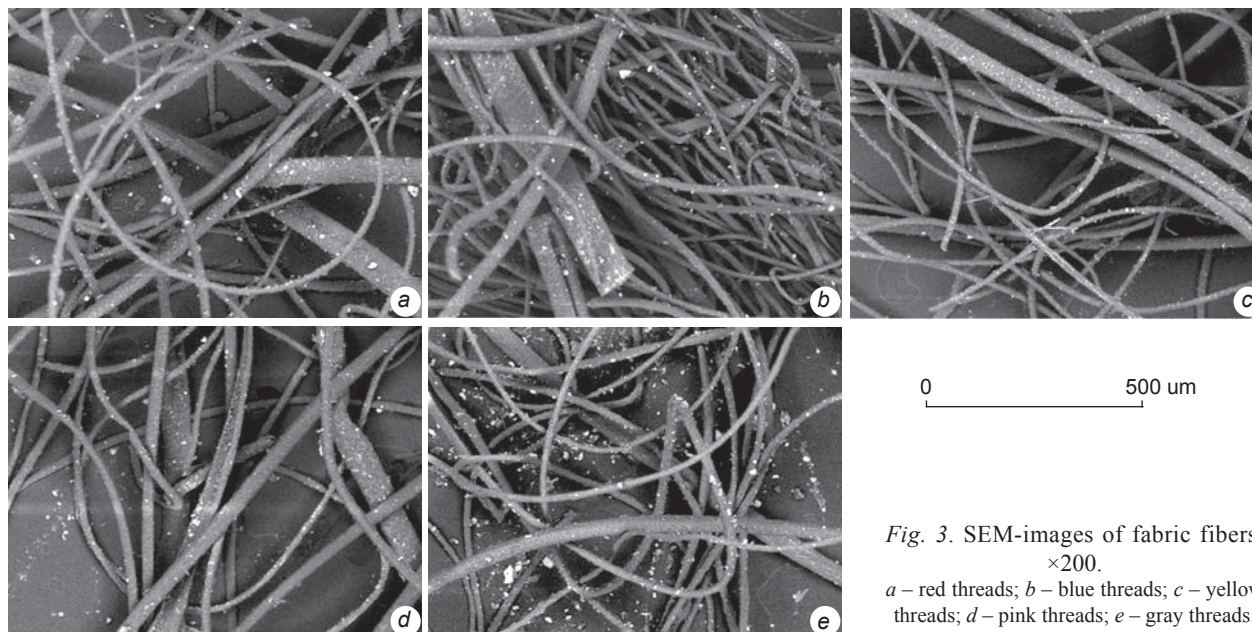 a
b
c
d
e
0 500 um
Fig. 3. SEM-images of fabric fibers
×200.
a – red threads; b – blue threads; c – yellow
threads; d – pink threads; e – gray threads